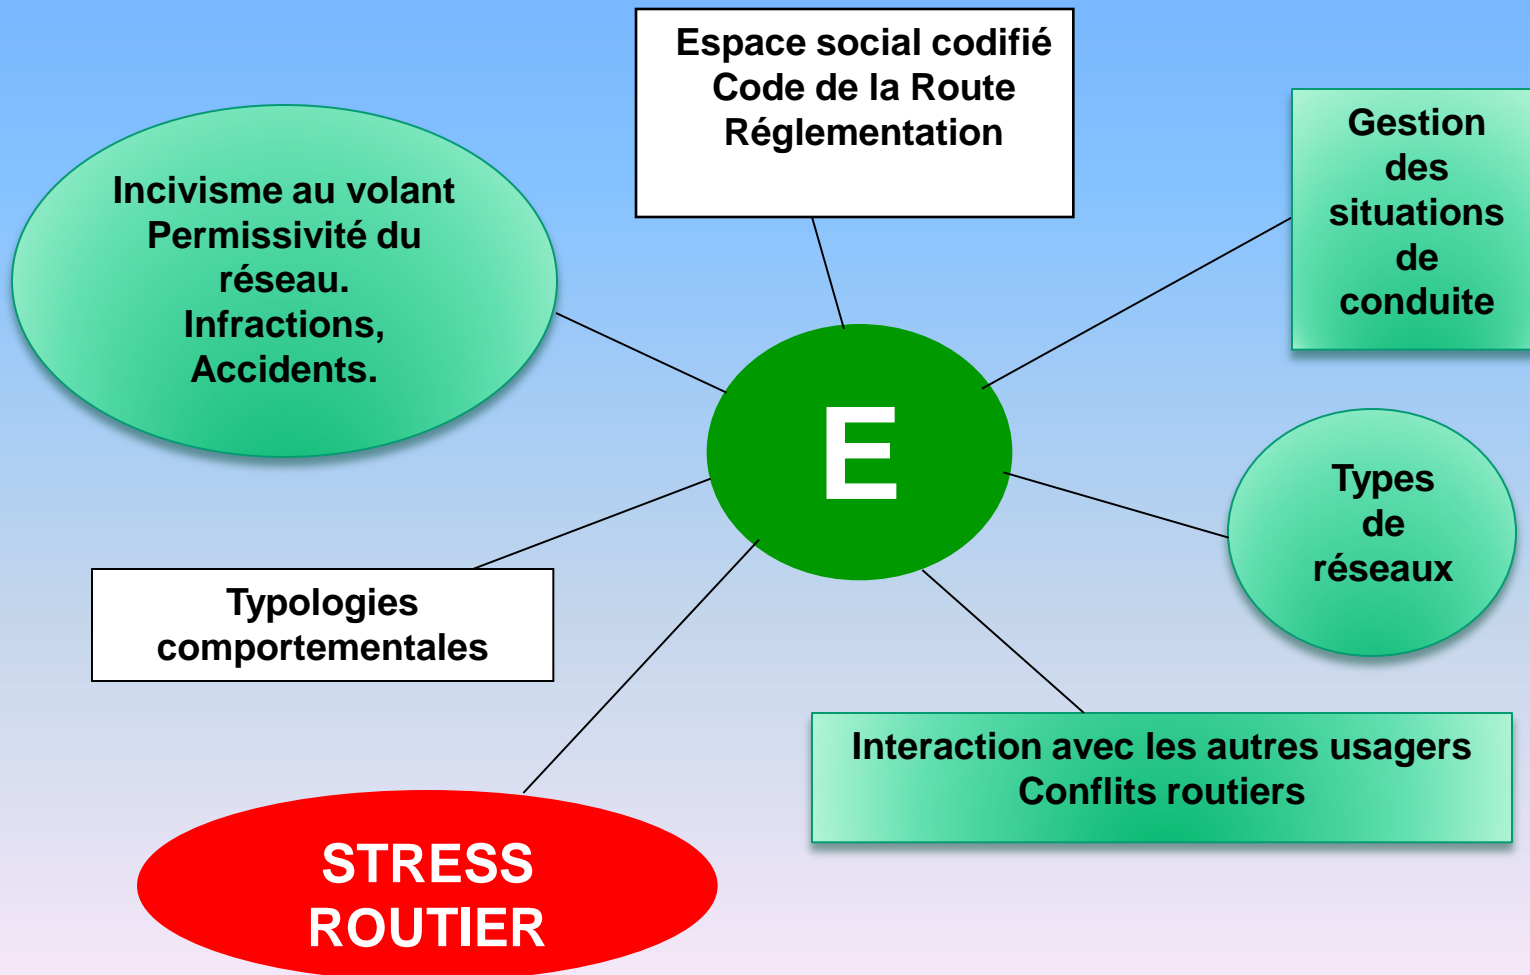 Espace social codifié
Code de la Route
Réglementation
Gestion
des
situations
de
conduite
Incivisme au volant
Permissivité du
réseau.
Infractions,
Accidents.
E
Types
de
réseaux
Typologies
comportementales
Interaction avec les autres usagers
Conflits routiers
STRESS
ROUTIER